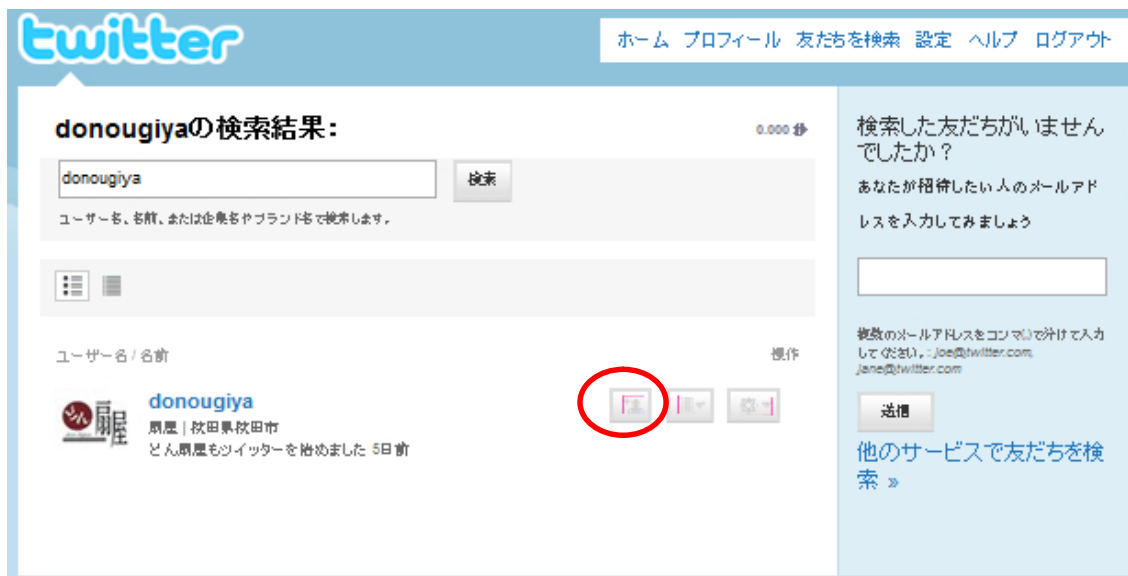 twitter
ホーム プロフィール 友だちを検索 設定 ヘルプ ログアウト
donougiyaの検索結果:
0.000 秒
donougiya
検索
ユーザー名、名前、または企業名やブランド名で検索します。
ユーザー名 / 名前
操作
どん扇屋
donougiya
扇屋 | 秋田県秋田市
どん扇屋もツイッターを始めました 5日前
検索した友だちがいません
でしたか？
あなたが招待したい人のメールアド
レスを入力してみましょう
複数のメールアドレスをコンマ(,)で分けて入力
してください。: joe@twitter.com,
jane@twitter.com
送信
他のサービスで友だちを検
索 »